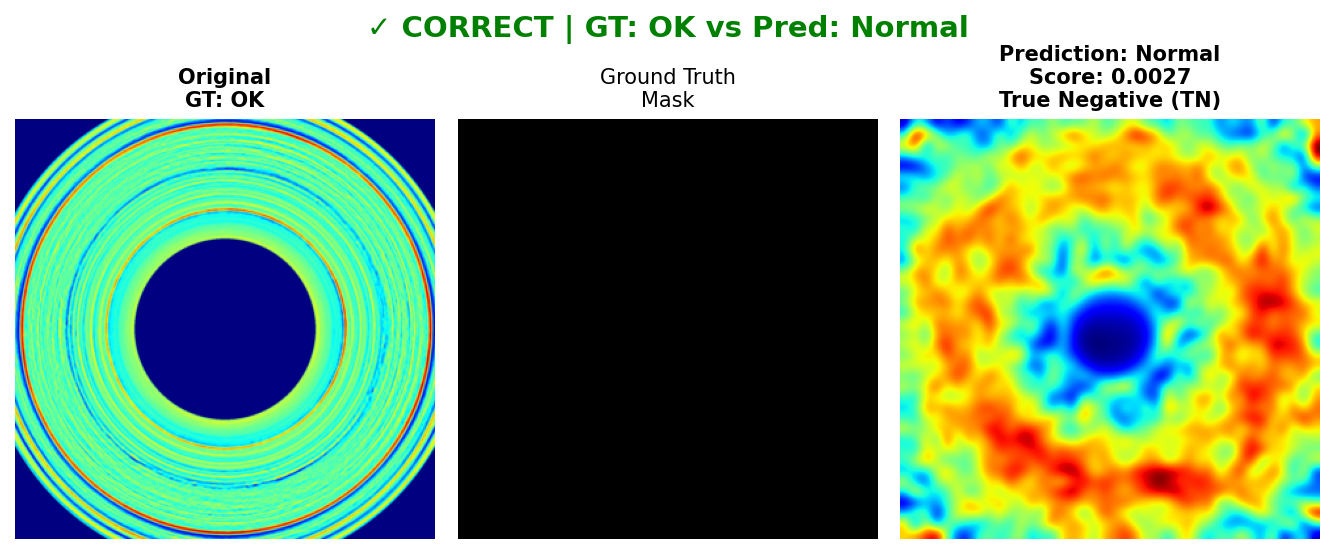 ✓ CORRECT | GT: OK vs Pred: Normal
Original
GT: OK
Ground Truth
Mask
Prediction: Normal
Score: 0.0027
True Negative (TN)